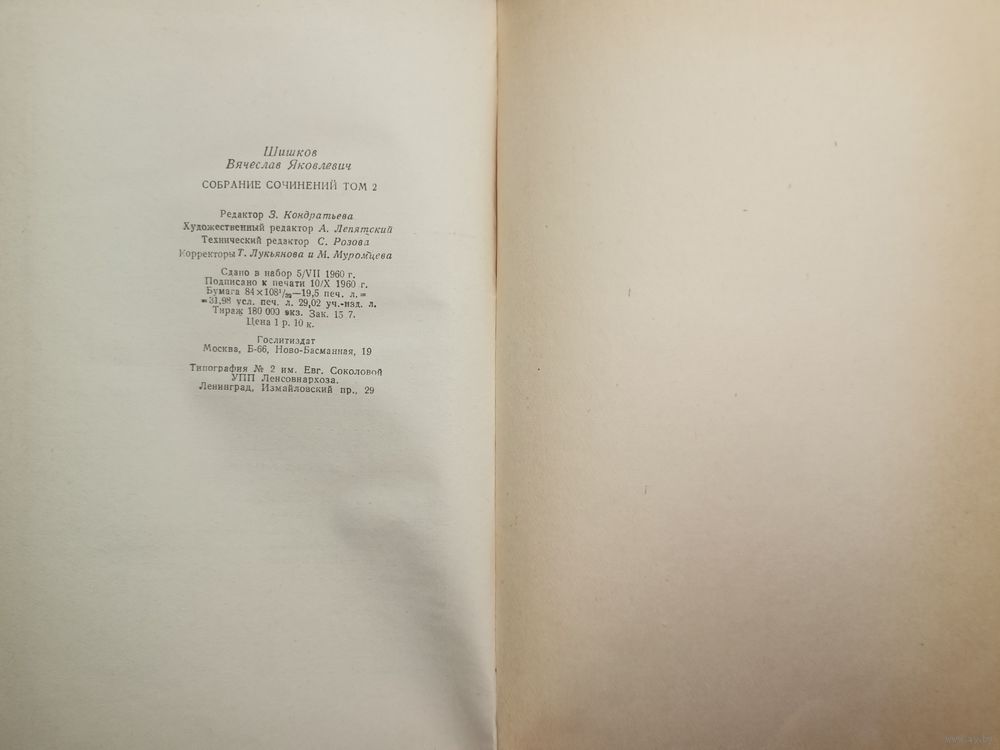 Шишков
Вячеслав Яковлевич
СОБРАНИЕ СОЧИНЕНИЙ ТОМ 2
Редактор З. Кондратьева
Художественный редактор А. Лепятский
Технический редактор С. Розова
Корректоры Т. Лукьянова и М. Муромцева
Сдано в набор 5/VII 1960 г.
Подписано к печати 10/X 1960 г.
Бумага 84×108¹/₃₂—19,5 печ. л.=
=31,98 усл. печ. л. 29,02 уч.-изд. л.
Тираж 180 000 экз. Зак.
Цена 1 р. 10 к.
Гослитиздат
Москва, Б-66, Ново-Басманная, 19
Типография № 2 им. Евг. Соколовой
УПП Ленсовнархоза.
Ленинград, Измайловский пр., 29
www.ay.by